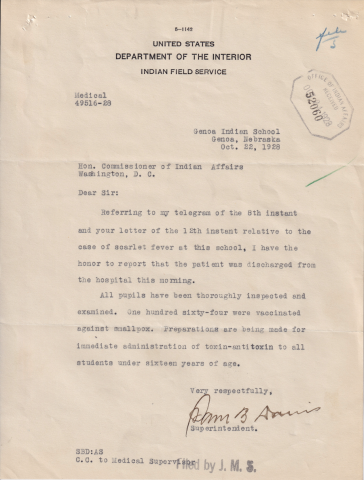 5-1142
UNITED STATES
DEPARTMENT OF THE INTERIOR
INDIAN FIELD SERVICE
file
Medical
49516-28
52060
Genoa Indian School
Genoa, Nebraska
Oct. 22, 1928
Hon. Commissioner of Indian Affairs
Washington, D. C.
Dear Sir:
Referring to my telegram of the 8th instant
and your letter of the 12th instant relative to the
case of scarlet fever at this school, I have the
honor to report that the patient was discharged from
the hospital this morning.
All pupils have been thoroughly inspected and
examined. One hundred sixty-four were vaccinated
against smallpox. Preparations are being made for
immediate administration of toxin-antitoxin to all
students under sixteen years of age.
Very respectfully,
Sam B Davis
Superintendent.
SBD:AS
C.C. to Medical Supervisor
Filed by J. M. S.